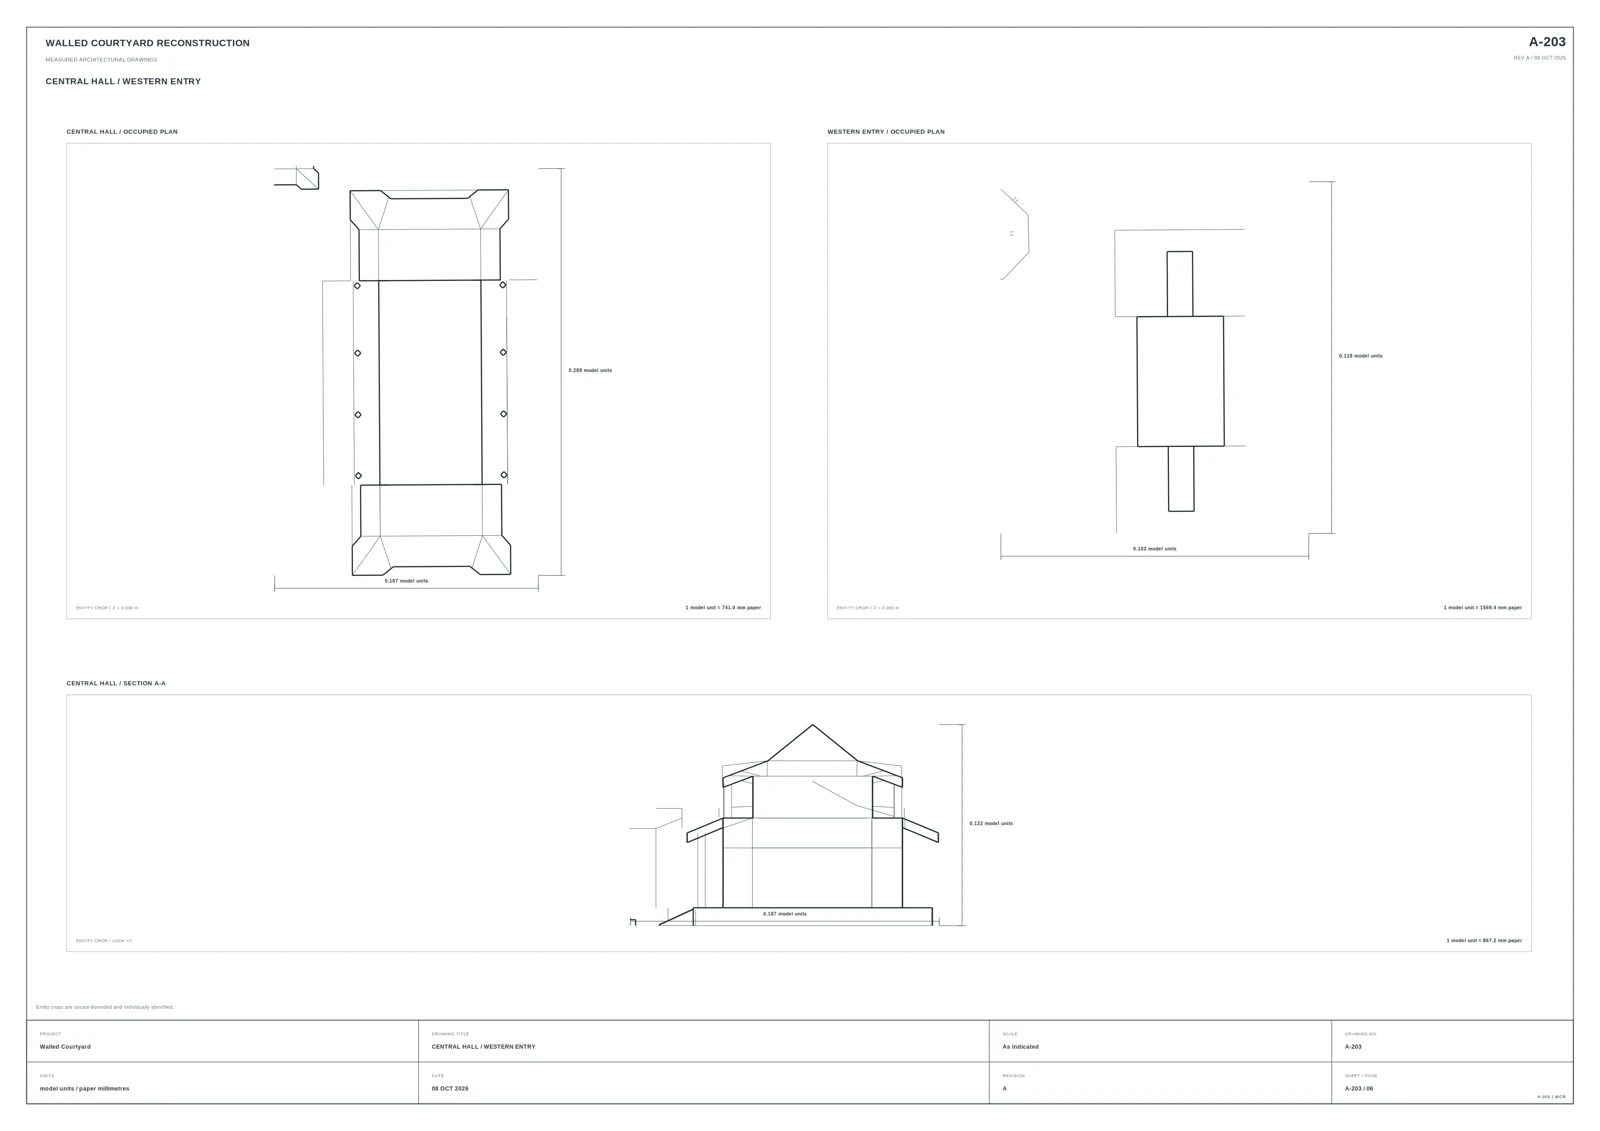 WALLED COURTYARD RECONSTRUCTION
A-203
MEASURED ARCHITECTURAL DRAWINGS
REV A / 08 OCT 2026
CENTRAL HALL / WESTERN ENTRY
CENTRAL HALL / OCCUPIED PLAN
WESTERN ENTRY / OCCUPIED PLAN
0.289 model units
0.187 model units
ENTITY CROP / Z = 0.000 m
1 model unit = 741.0 mm paper
0.118 model units
0.103 model units
ENTITY CROP / Z = 0.000 m
1 model unit = 1569.4 mm paper
CENTRAL HALL / SECTION A-A
0.122 model units
0.187 model units
ENTITY CROP / LOOK +Y
1 model unit = 867.2 mm paper
Entity crops are source-bounded and individually identified.
PROJECT
Walled Courtyard
DRAWING TITLE
CENTRAL HALL / WESTERN ENTRY
SCALE
As indicated
DRAWING NO.
A-203
UNITS
model units / paper millimetres
DATE
08 OCT 2026
REVISION
A
SHEET / PAGE
A-203 / 06
A-203 | WCR